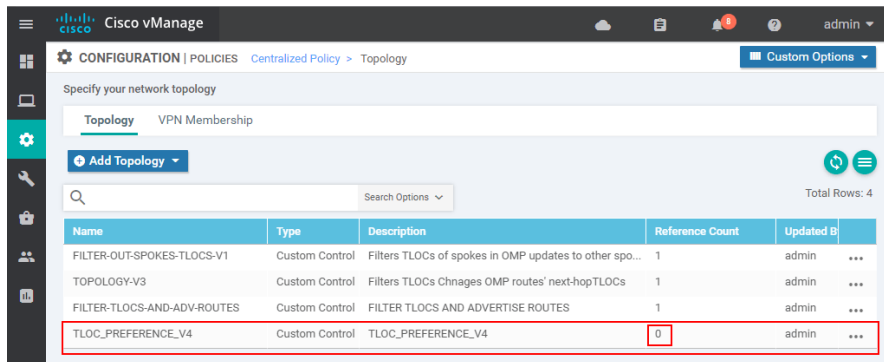 cisco Cisco vManage 8 admin
CONFIGURATION | POLICIES Centralized Policy > Topology Custom Options
Specify your network topology
Topology VPN Membership
Add Topology
Search Options Total Rows: 4
Name Type Description Reference Count Updated B
FILTER-OUT-SPOKES-TLOCS-V1 Custom Control Filters TLOCs of spokes in OMP updates to other spo... 1 admin
TOPOLOGY-V3 Custom Control Filters TLOCs Chnages OMP routes' next-hopTLOCs 1 admin
FILTER-TLOCS-AND-ADV-ROUTES Custom Control FILTER TLOCS AND ADVERTISE ROUTES 1 admin
TLOC_PREFERENCE_V4 Custom Control TLOC_PREFERENCE_V4 0 admin